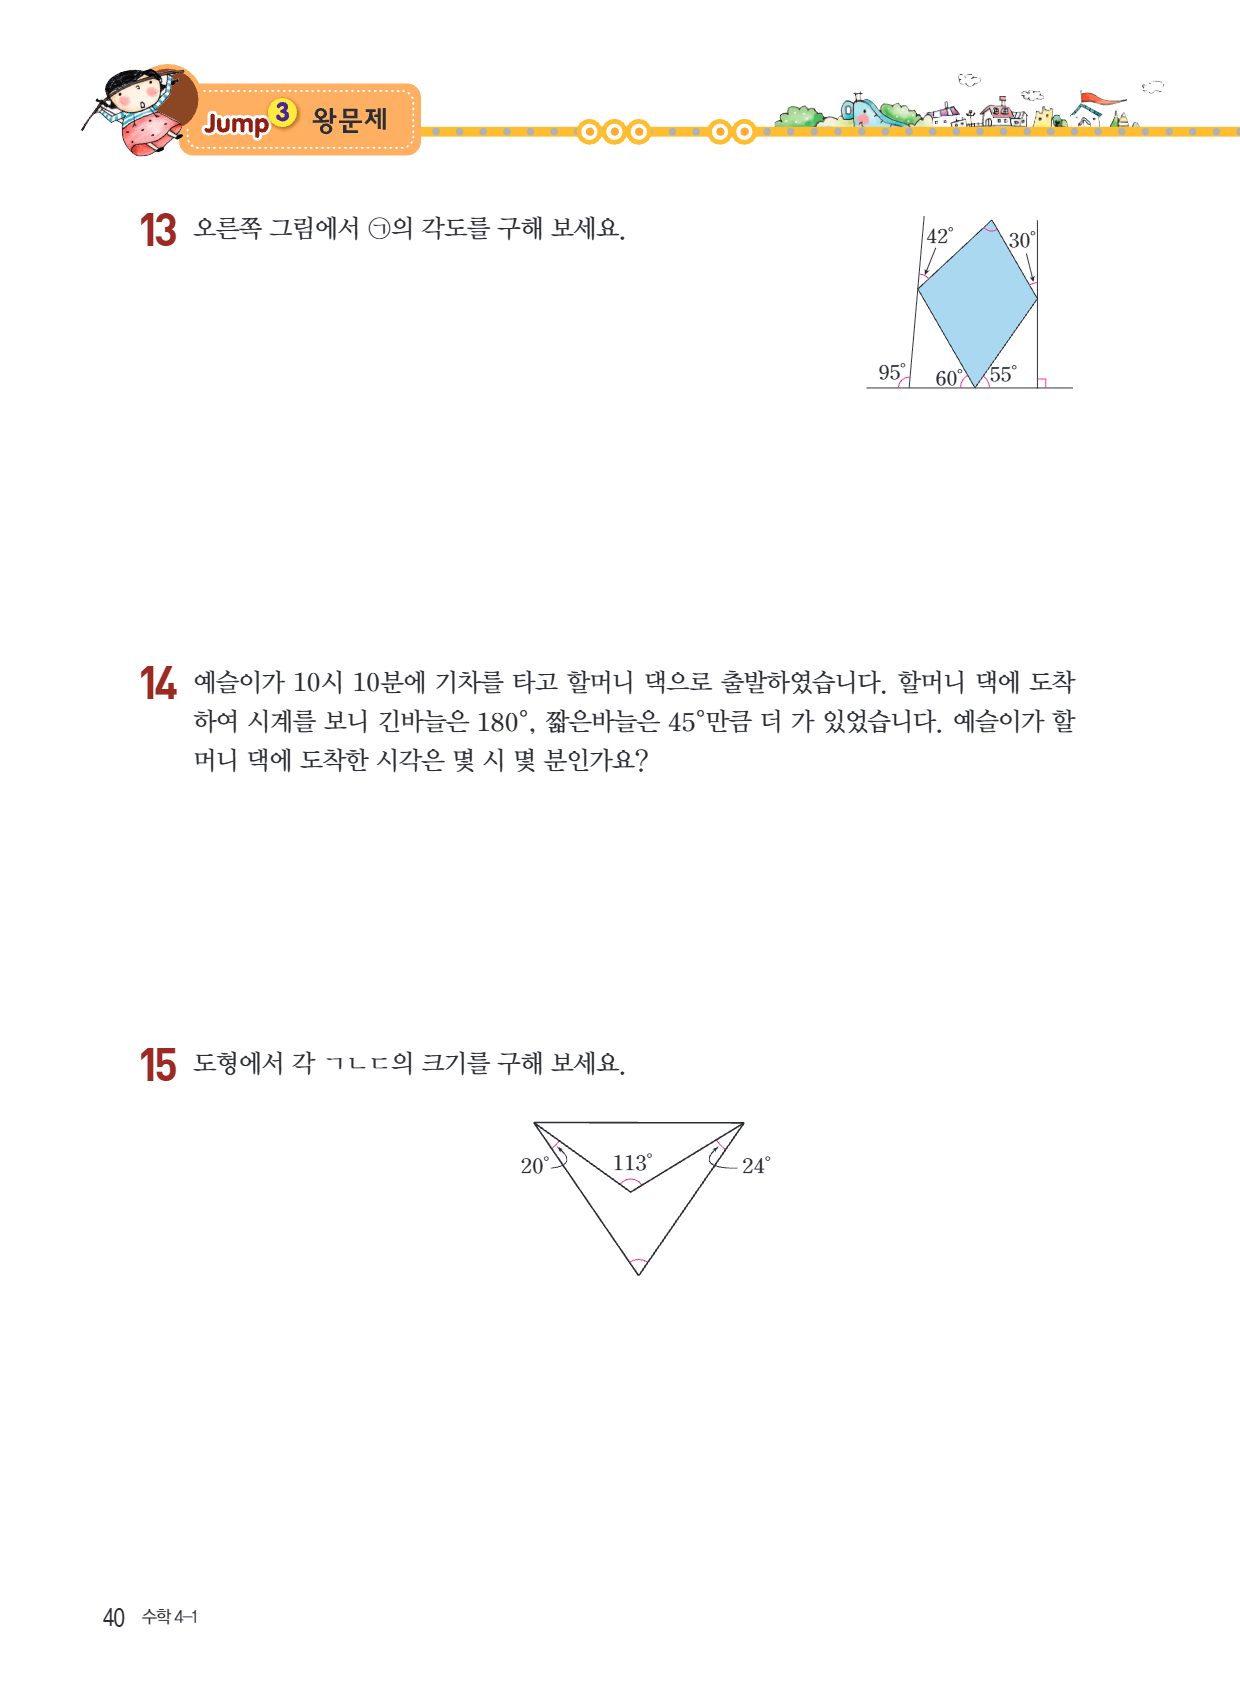 Jump 3 왕문제
13 오른쪽 그림에서 ㉠의 각도를 구해 보세요.
42°
30°
95°
60°
55°
14 예슬이가 10시 10분에 기차를 타고 할머니 댁으로 출발하였습니다. 할머니 댁에 도착
하여 시계를 보니 긴바늘은 180°, 짧은바늘은 45°만큼 더 가 있었습니다. 예슬이가 할
머니 댁에 도착한 시각은 몇 시 몇 분인가요?
15 도형에서 각 ㄱㄴㄷ의 크기를 구해 보세요.
20°
113°
24°
40 수학 4-1